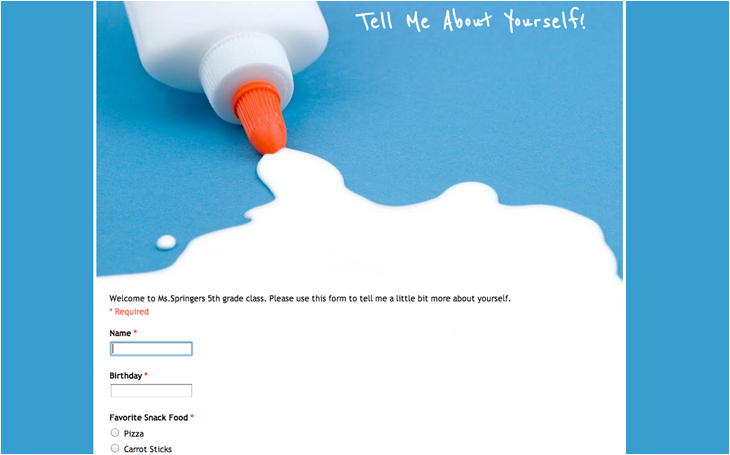 Tell Me About Yourself!
Welcome to Ms.Springers 5th grade class. Please use this form to tell me a little bit more about yourself.
* Required
Name *
Birthday *
Favorite Snack Food *
Pizza
Carrot Sticks